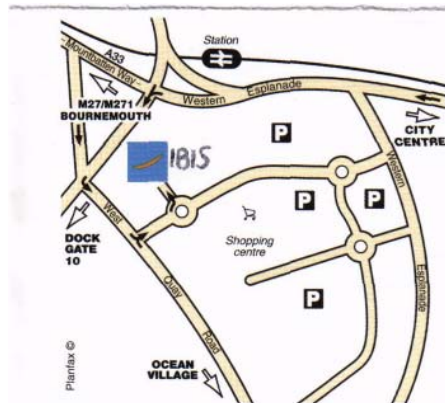 Station
A33
Mountbatten Way
Western
Esplanade
M27/M271
BOURNEMOUTH
P
CITY
CENTRE
IBIS
Western
P
P
DOCK
GATE
10
West
Quay
Road
Shopping
centre
Esplanade
P
Planfax ©
OCEAN
VILLAGE